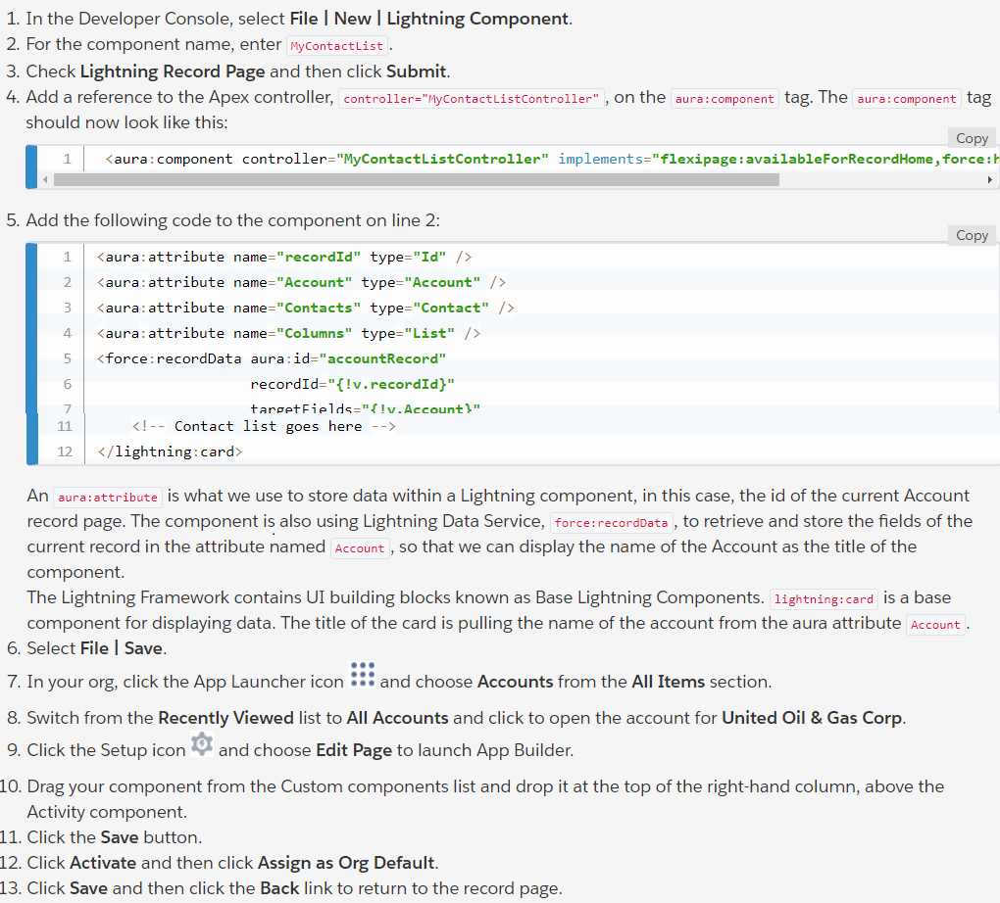 1. In the Developer Console, select File | New | Lightning Component.
2. For the component name, enter MyContactList.
3. Check Lightning Record Page and then click Submit.
4. Add a reference to the Apex controller, controller="MyContactListController", on the aura:component tag. The aura:component tag
should now look like this:
Copy
1 <aura:component controller="MyContactListController" implements="flexipage:availableForRecordHome,force:h
5. Add the following code to the component on line 2:
Copy
1 <aura:attribute name="recordId" type="Id" />
2 <aura:attribute name="Account" type="Account" />
3 <aura:attribute name="Contacts" type="Contact" />
4 <aura:attribute name="Columns" type="List" />
5 <force:recordData aura:id="accountRecord"
6 recordId="{!v.recordId}"
7 targetFields="{!v.Account}"
11 <!-- Contact list goes here -->
12 </lightning:card>
An aura:attribute is what we use to store data within a Lightning component, in this case, the id of the current Account
record page. The component is also using Lightning Data Service, force:recordData, to retrieve and store the fields of the
current record in the attribute named Account, so that we can display the name of the Account as the title of the
component.
The Lightning Framework contains UI building blocks known as Base Lightning Components. lightning:card is a base
component for displaying data. The title of the card is pulling the name of the account from the aura attribute Account.
6. Select File | Save.
7. In your org, click the App Launcher icon and choose Accounts from the All Items section.
8. Switch from the Recently Viewed list to All Accounts and click to open the account for United Oil & Gas Corp.
9. Click the Setup icon and choose Edit Page to launch App Builder.
10. Drag your component from the Custom components list and drop it at the top of the right-hand column, above the
Activity component.
11. Click the Save button.
12. Click Activate and then click Assign as Org Default.
13. Click Save and then click the Back link to return to the record page.